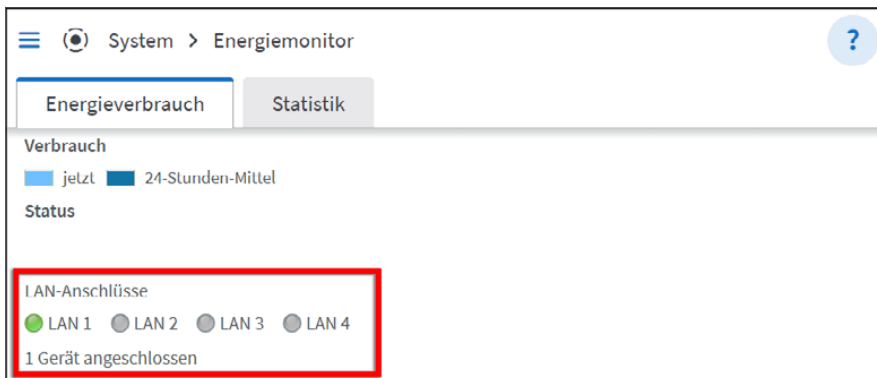 System > Energiemonitor
?
Energieverbrauch Statistik
Verbrauch
jetzt 24-Stunden-Mittel
Status
LAN-Anschlüsse
LAN 1 LAN 2 LAN 3 LAN 4
1 Gerät angeschlossen